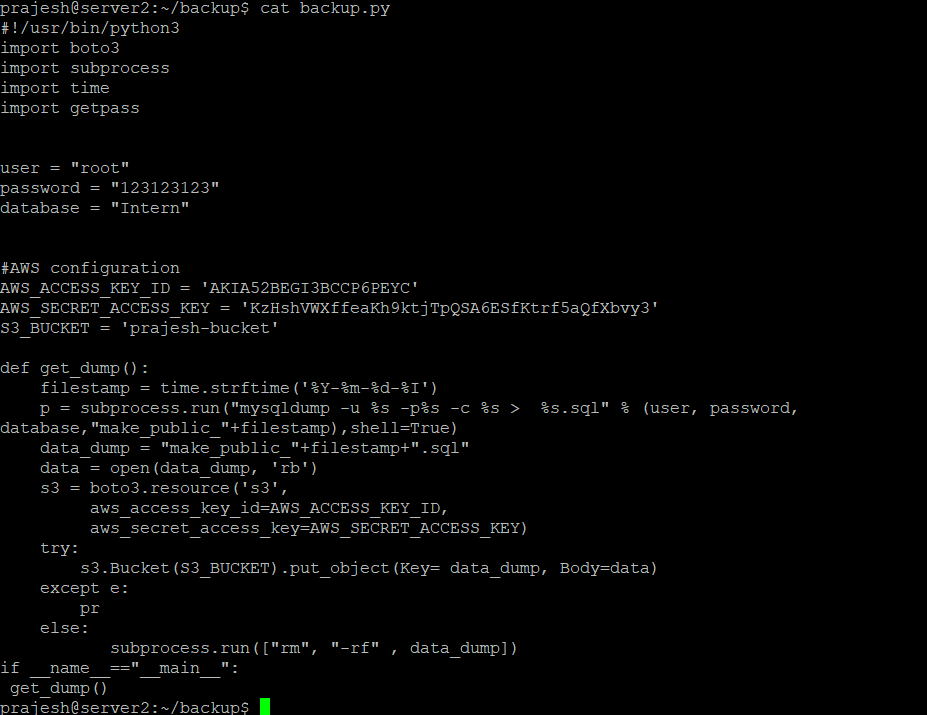 prajesh@server2:~/backup$ cat backup.py
#!/usr/bin/python3
import boto3
import subprocess
import time
import getpass
user = "root"
password = "123123123"
database = "Intern"
#AWS configuration
AWS_ACCESS_KEY_ID = 'AKIA52BEGI3BCCP6PEYC'
AWS_SECRET_ACCESS_KEY = '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'
S3_BUCKET = 'prajesh-bucket'
def get_dump():
    filestamp = time.strftime('%Y-%m-%d-%I')
    p = subprocess.run("mysqldump -u %s -p%s -c %s >  %s.sql" % (user, password,
database,"make_public_"+filestamp),shell=True)
    data_dump = "make_public_"+filestamp+".sql"
    data = open(data_dump, 'rb')
    s3 = boto3.resource('s3',
         aws_access_key_id=AWS_ACCESS_KEY_ID,
         aws_secret_access_key=AWS_SECRET_ACCESS_KEY)
    try:
        s3.Bucket(S3_BUCKET).put_object(Key= data_dump, Body=data)
    except e:
        pr
    else:
           subprocess.run(["rm", "-rf" , data_dump])
if __name__=="__main__":
 get_dump()
prajesh@server2:~/backup$